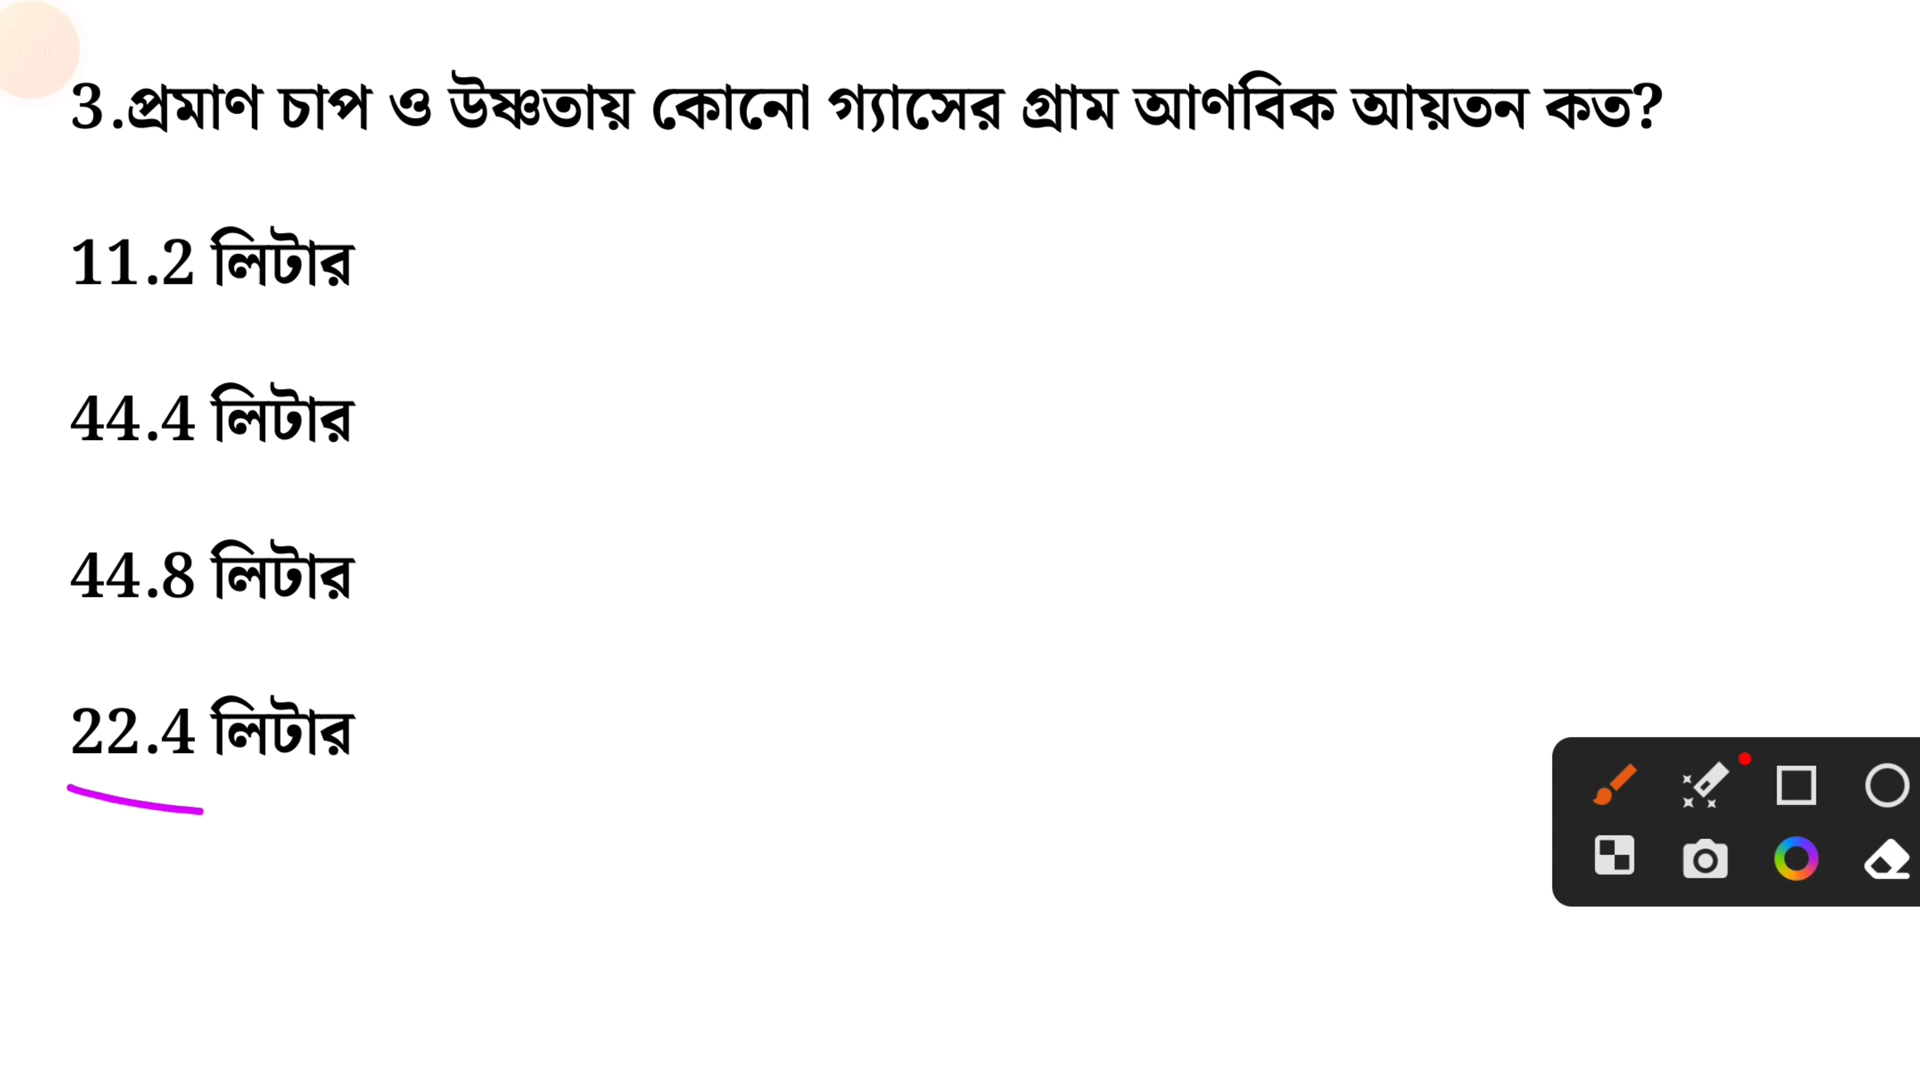 3.প্রমাণ চাপ ও উষ্ণতায় কোনো গ্যাসের গ্রাম আণবিক আয়তন কত?
11.2 লিটার
44.4 লিটার
44.8 লিটার
22.4 লিটার